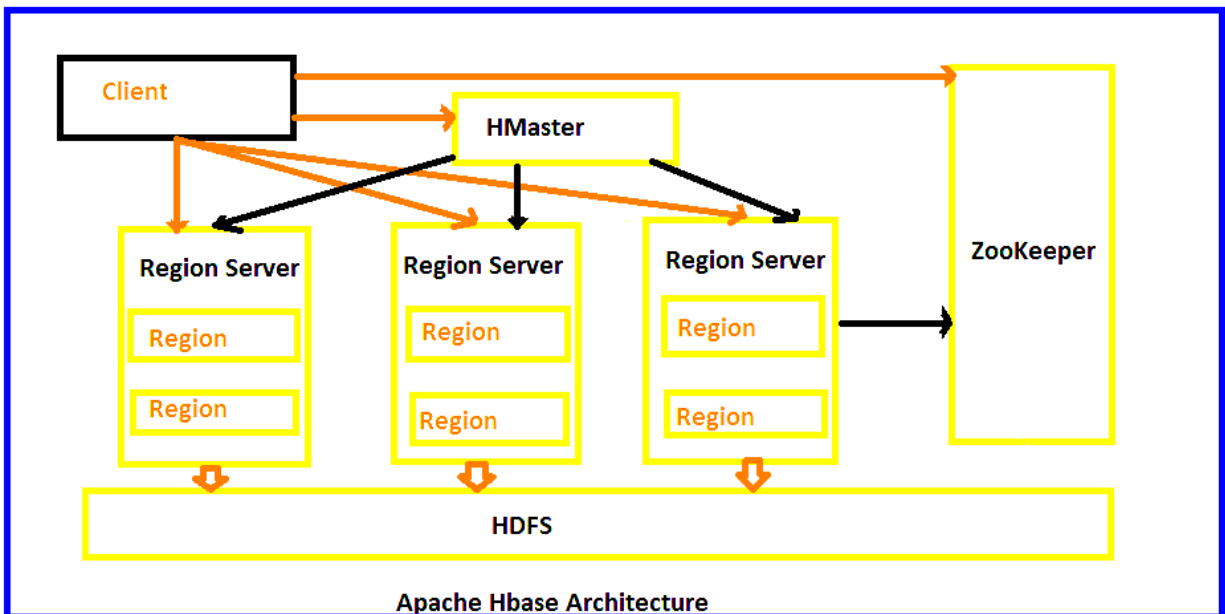 Client
HMaster
ZooKeeper
Region Server
Region Server
Region Server
Region
Region
Region
Region
Region
Region
HDFS
Apache Hbase Architecture